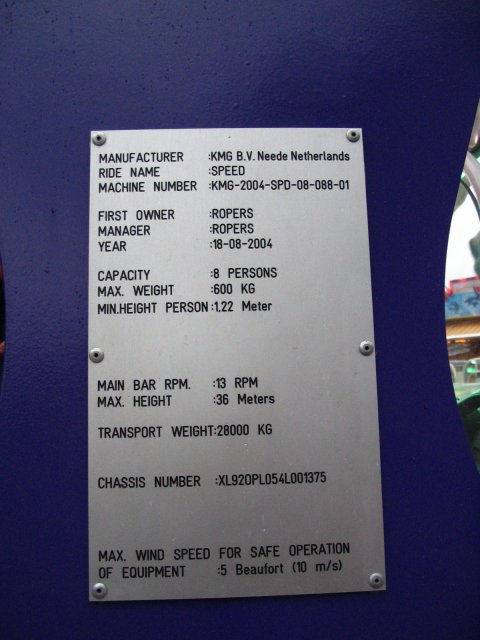 MANUFACTURER :KMG B.V. Neede Netherlands
RIDE NAME :SPEED
MACHINE NUMBER :KMG-2004-SPD-08-088-01
FIRST OWNER :ROPERS
MANAGER :ROPERS
YEAR :18-08-2004
CAPACITY :8 PERSONS
MAX. WEIGHT :600 KG
MIN.HEIGHT PERSON :1,22 Meter
MAIN BAR RPM. :13 RPM
MAX. HEIGHT :36 Meters
TRANSPORT WEIGHT:28000 KG
CHASSIS NUMBER :XL920PL054L001375
MAX. WIND SPEED FOR SAFE OPERATION
OF EQUIPMENT :5 Beaufort (10 m/s)